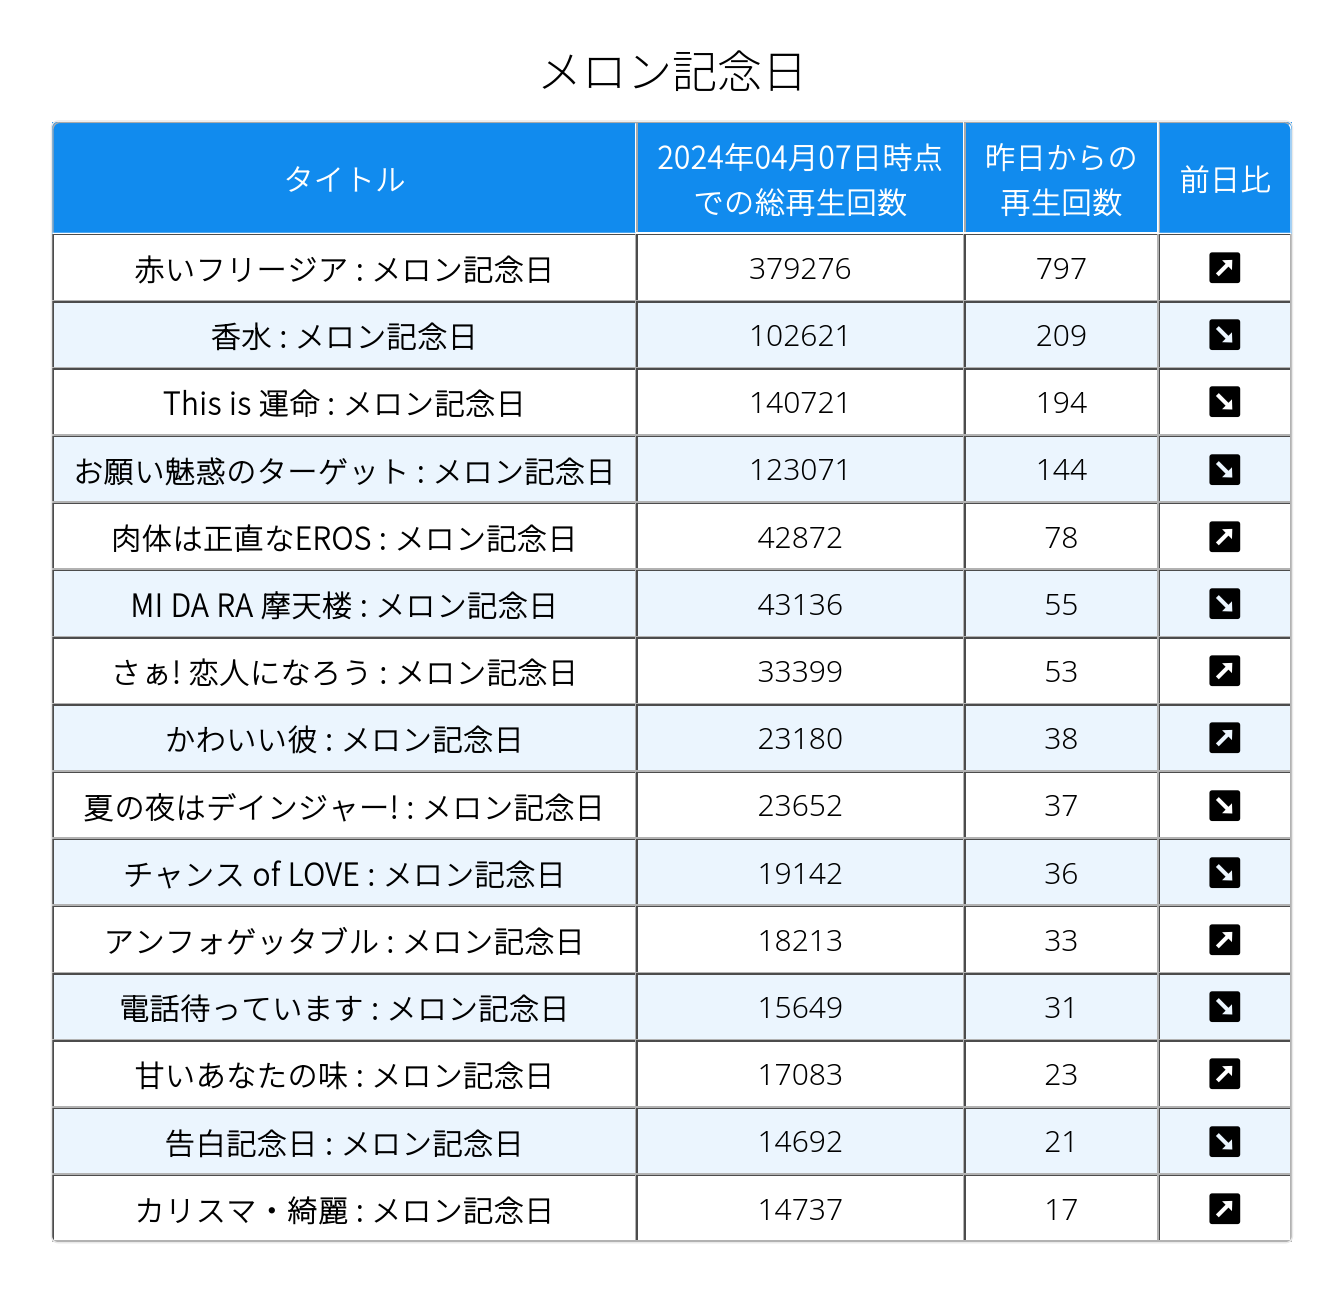 メロン記念日
タイトル
2024年04月07日時点
での総再生回数
昨日からの
再生回数
前日比
赤いフリージア : メロン記念日 379276 797
香水 : メロン記念日 102621 209
This is 運命 : メロン記念日 140721 194
お願い魅惑のターゲット : メロン記念日 123071 144
肉体は正直なEROS : メロン記念日 42872 78
MI DA RA 摩天楼 : メロン記念日 43136 55
さぁ! 恋人になろう : メロン記念日 33399 53
かわいい彼 : メロン記念日 23180 38
夏の夜はデインジャー! : メロン記念日 23652 37
チャンス of LOVE : メロン記念日 19142 36
アンフォゲッタブル : メロン記念日 18213 33
電話待っています : メロン記念日 15649 31
甘いあなたの味 : メロン記念日 17083 23
告白記念日 : メロン記念日 14692 21
カリスマ・綺麗 : メロン記念日 14737 17